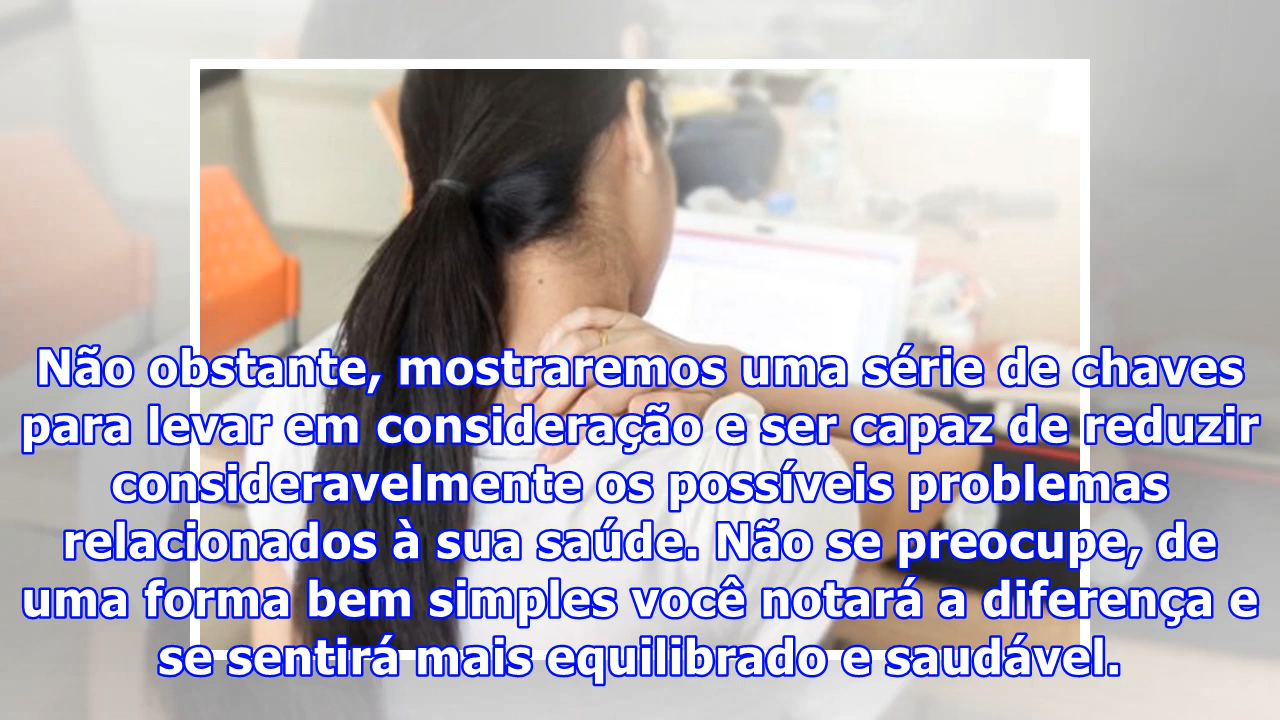 Não obstante, mostraremos uma série de chaves
para levar em consideração e ser capaz de reduzir
consideravelmente os possíveis problemas
relacionados à sua saúde. Não se preocupe, de
uma forma bem simples você notará a diferença e
se sentirá mais equilibrado e saudável.